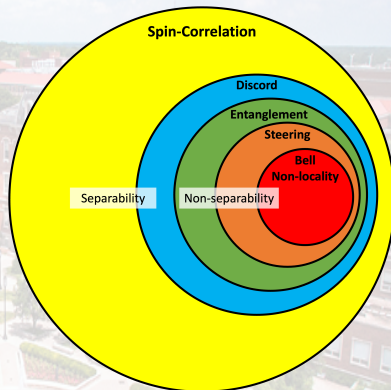 Spin-Correlation
Discord
Entanglement
Steering
Bell
Non-locality
Separability
Non-separability